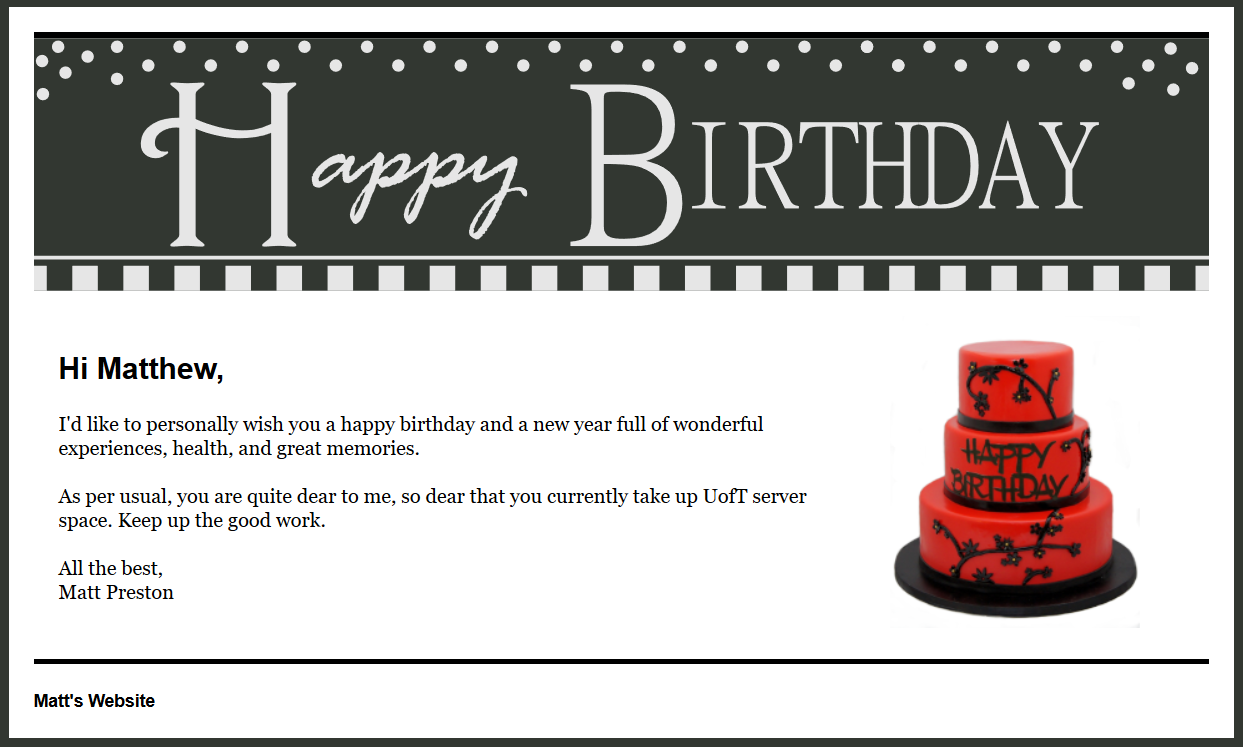 Happy BIRTHDAY
Hi Matthew,
I'd like to personally wish you a happy birthday and a new year full of wonderful
experiences, health, and great memories.
As per usual, you are quite dear to me, so dear that you currently take up UofT server
space. Keep up the good work.
All the best,
Matt Preston
HAPPY
BIRTHDAY
Matt's Website